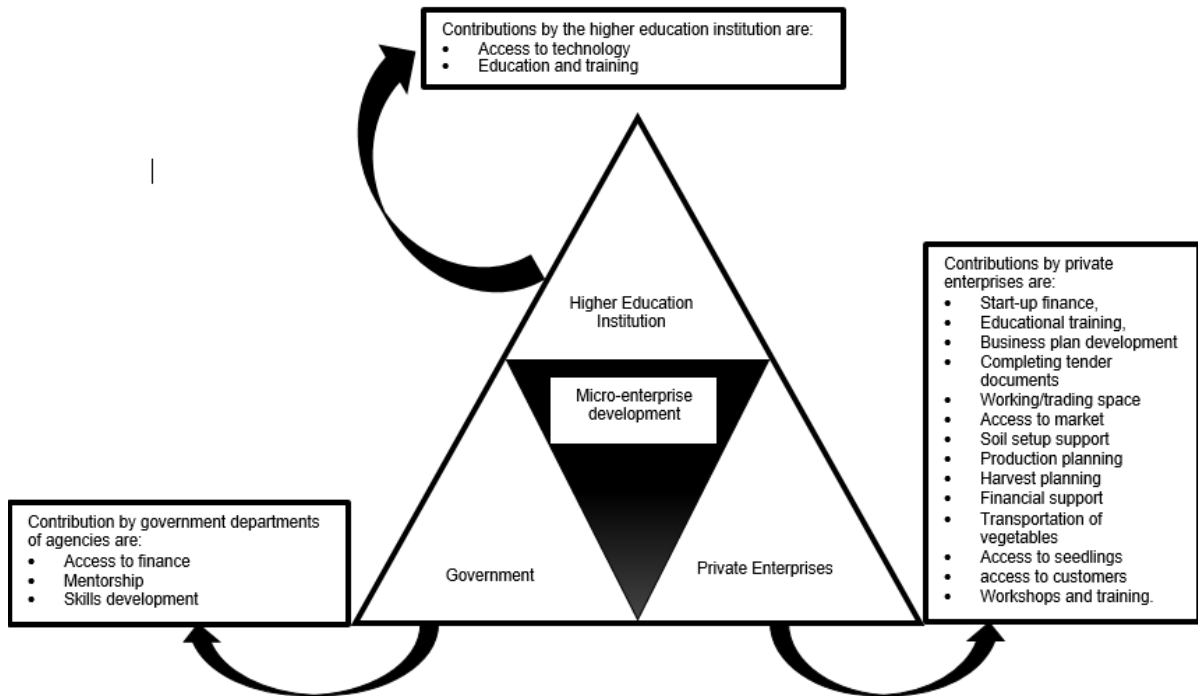 Contributions by the higher education institution are:
• Access to technology
• Education and training
Higher Education
Institution
Micro-enterprise
development
Government
Private Enterprises
Contribution by government departments
of agencies are:
• Access to finance
• Mentorship
• Skills development
Contributions by private
enterprises are:
• Start-up finance,
• Educational training,
• Business plan development
• Completing tender
documents
• Working/trading space
• Access to market
• Soil setup support
• Production planning
• Harvest planning
• Financial support
• Transportation of
vegetables
• Access to seedlings
• access to customers
• Workshops and training.